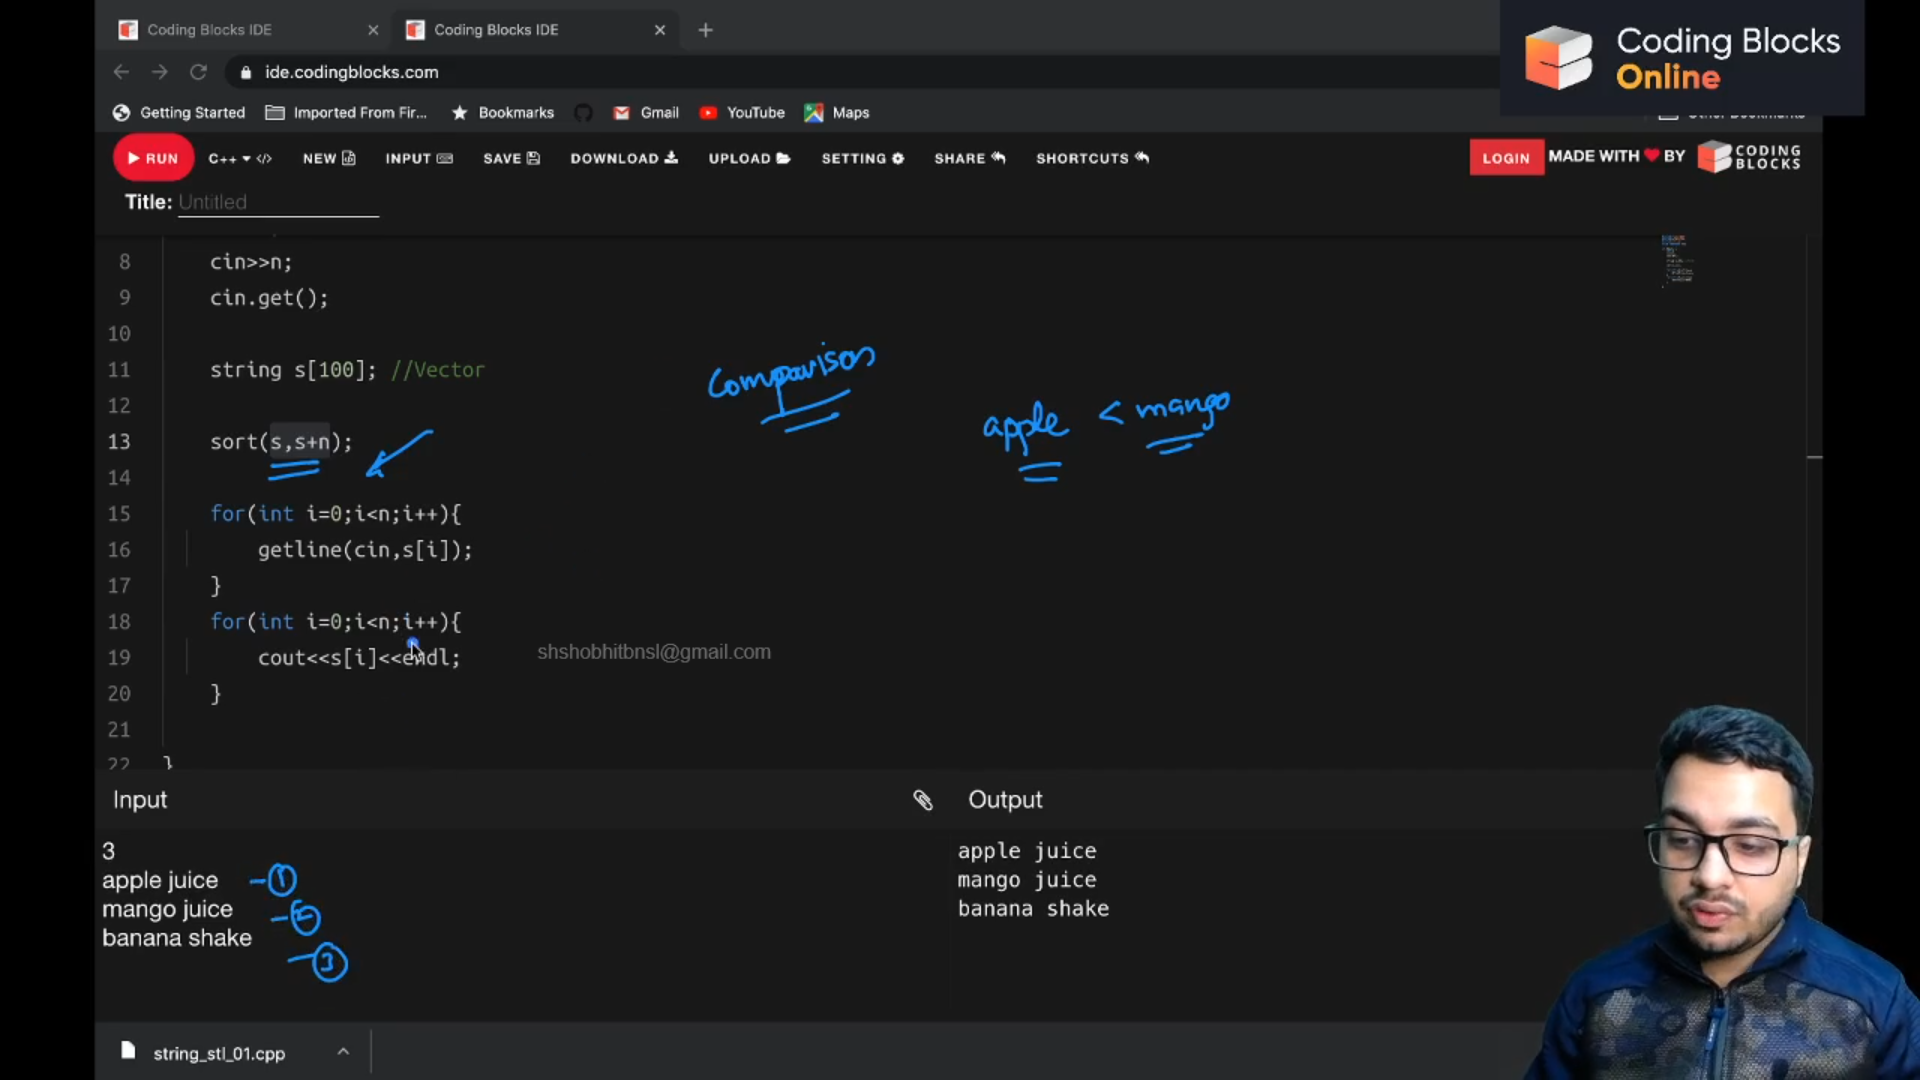 Coding Blocks IDE
Coding Blocks IDE
Coding Blocks
Online
ide.codingblocks.com
Getting Started
Imported From Fir...
Bookmarks
Gmail
YouTube
Maps
RUN
C++
NEW
INPUT
SAVE
DOWNLOAD
UPLOAD
SETTING
SHARE
SHORTCUTS
LOGIN
MADE WITH BY
CODING
BLOCKS
Title: Untitled
8 cin>>n;
9 cin.get();
10
11 string s[100]; //Vector
12
13 sort(s,s+n);
14
15 for(int i=0;i<n;i++){
16 getline(cin,s[i]);
17 }
18 for(int i=0;i<n;i++){
19 cout<<s[i]<<endl;
20 }
21
22 }
Comparison
apple < mango
shshobhitbnsl@gmail.com
Input
3
apple juice -1
mango juice -2
banana shake -3
Output
apple juice
mango juice
banana shake
string_stl_01.cpp